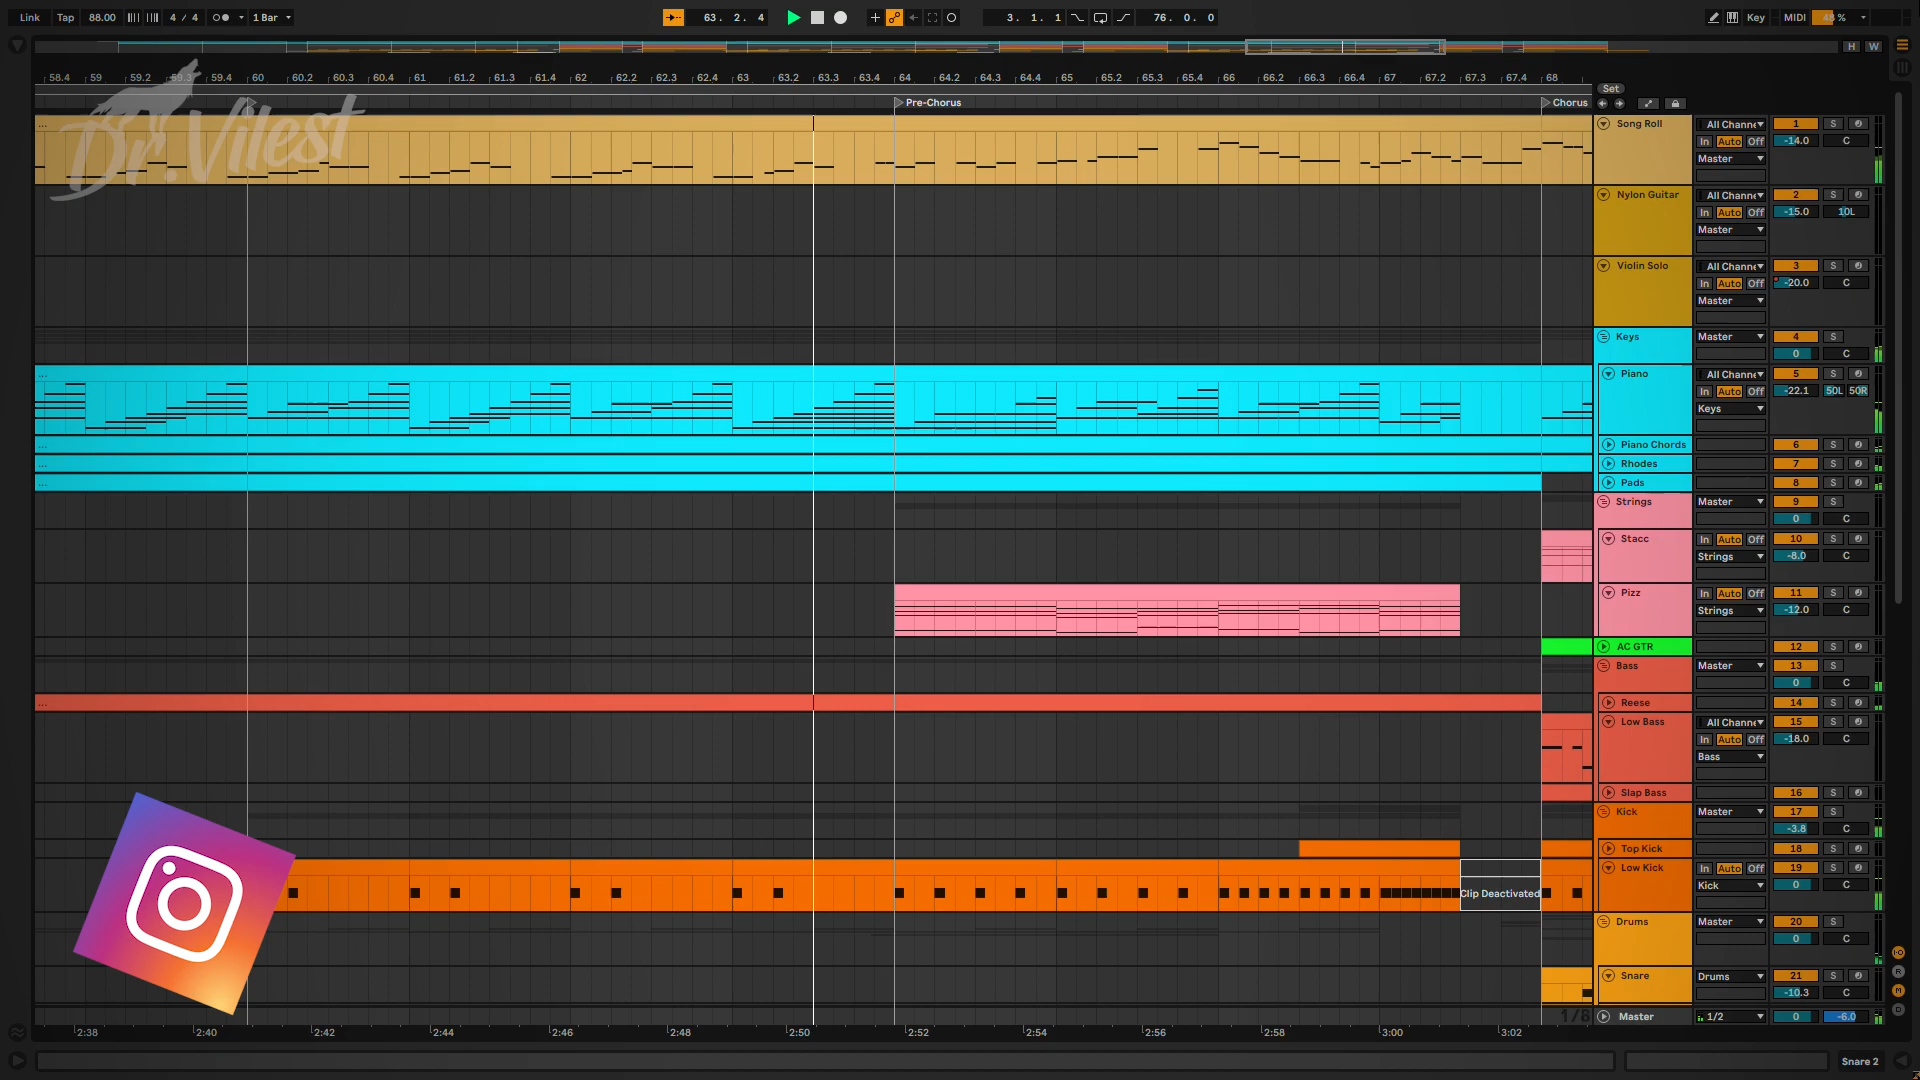 Link Tap 88.00 4 / 4 1 Bar 63. 2. 4 3. 1. 1 76. 0. 0 Key MIDI 48 %
H W
58.4 59 59.2 59.3 59.4 60 60.2 60.3 60.4 61 61.2 61.3 61.4 62 62.2 62.3 62.4 63 63.2 63.3 63.4 64 64.2 64.3 64.4 65 65.2 65.3 65.4 66 66.2 66.3 66.4 67 67.2 67.3 67.4 68
Set
Pre-Chorus Chorus
Dr.Vilest
... Song Roll All Channe 1 S
In Auto Off -14.0 C
Master
Nylon Guitar All Channe 2 S
In Auto Off -15.0 10L
Master
Violin Solo All Channe 3 S
In Auto Off -20.0 C
Master
Keys Master 4 S
0 C
... Piano All Channe 5 S
In Auto Off -22.1 50L 50R
Keys
... Piano Chords 6 S
... Rhodes 7 S
... Pads 8 S
Strings Master 9 S
0 C
Stacc In Auto Off 10 S
Strings -8.0 C
Pizz In Auto Off 11 S
Strings -12.0 C
AC GTR 12 S
Bass Master 13 S
0 C
... Reese 14 S
Low Bass All Channe 15 S
In Auto Off -18.0 C
Bass
Slap Bass 16 S
Kick Master 17 S
-3.8 C
Top Kick 18 S
Low Kick In Auto Off 19 S
Kick 0 C
Clip Deactivated
Drums Master 20 S
0 C
Snare Drums 21 S
-10.3 C
1/8 Master 1/2 0 -6.0
I-O
R
M
D
2:38 2:40 2:42 2:44 2:46 2:48 2:50 2:52 2:54 2:56 2:58 3:00 3:02
Snare 2